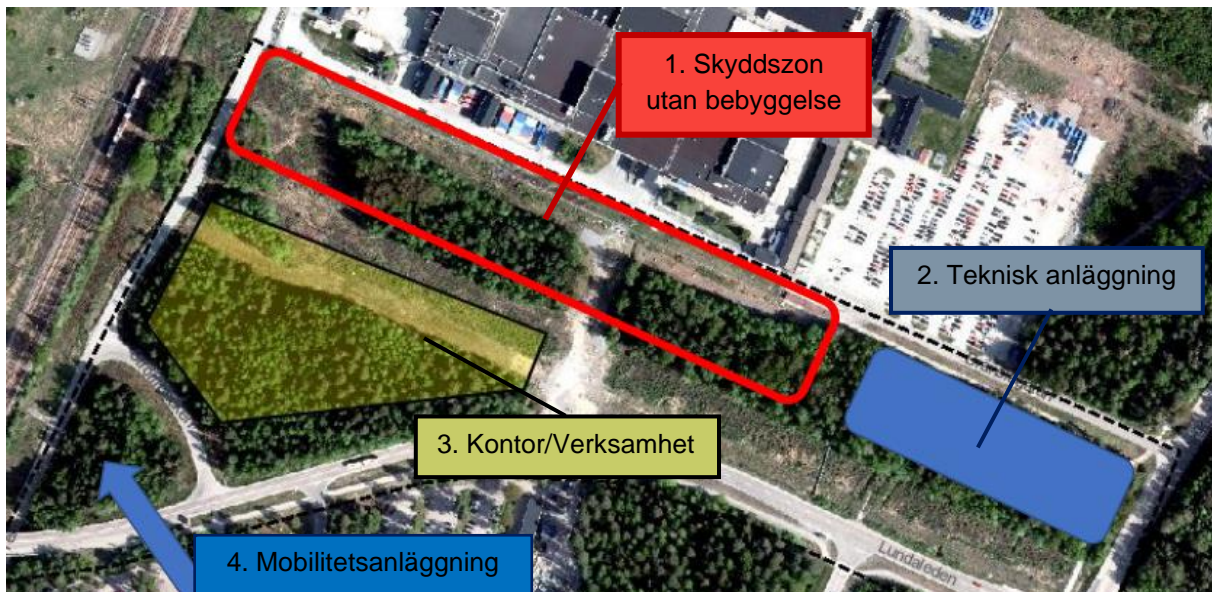 1. Skyddszon
utan bebyggelse
2. Teknisk anläggning
3. Kontor/Verksamhet
4. Mobilitetsanläggning
Lundaleden